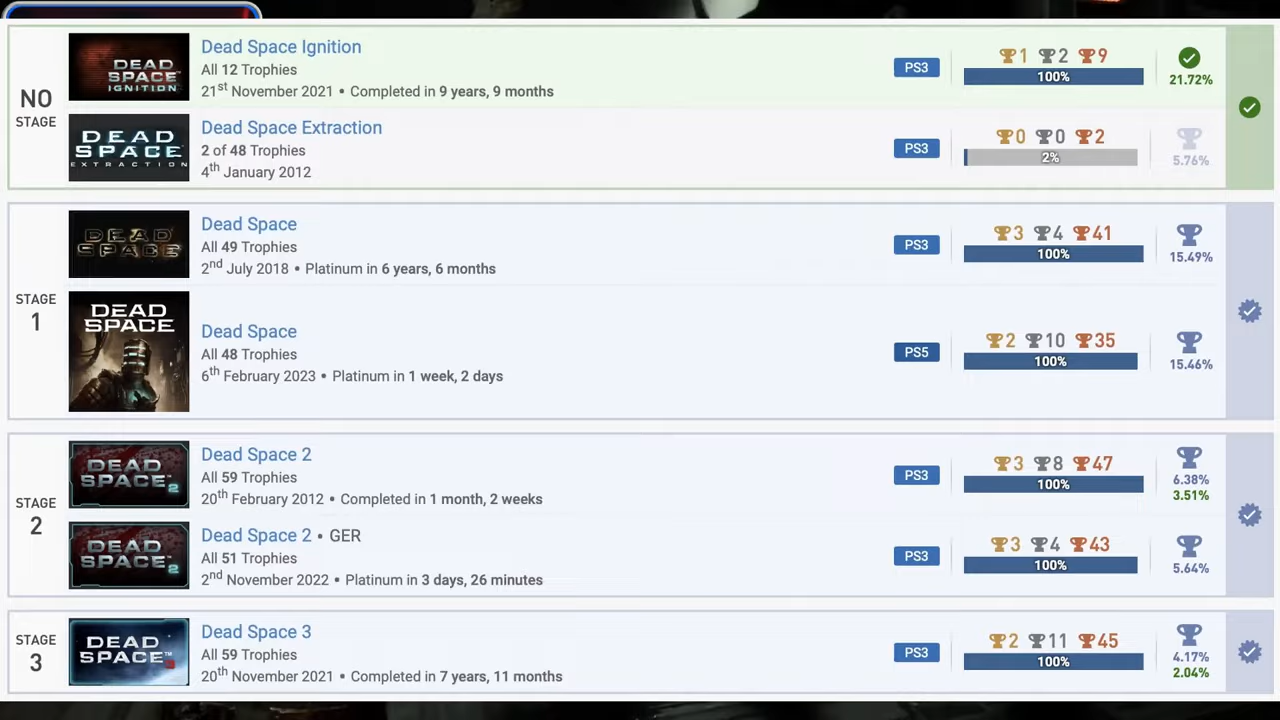 NO
STAGE
DEAD
SPACE
IGNITION
Dead Space Ignition
All 12 Trophies
21st November 2021 • Completed in 9 years, 9 months
PS3
1 2 9
100%
21.72%
DEAD
SPACE
EXTRACTION
Dead Space Extraction
2 of 48 Trophies
4th January 2012
PS3
0 0 2
2%
5.76%
STAGE
1
DEAD
SPACE
Dead Space
All 49 Trophies
2nd July 2018 • Platinum in 6 years, 6 months
PS3
3 4 41
100%
15.49%
DEAD
SPACE
Dead Space
All 48 Trophies
6th February 2023 • Platinum in 1 week, 2 days
PS5
2 10 35
100%
15.46%
STAGE
2
DEAD
SPACE™ 2
Dead Space 2
All 59 Trophies
20th February 2012 • Completed in 1 month, 2 weeks
PS3
3 8 47
100%
6.38%
3.51%
DEAD
SPACE™ 2
Dead Space 2 • GER
All 51 Trophies
2nd November 2022 • Platinum in 3 days, 26 minutes
PS3
3 4 43
100%
5.64%
STAGE
3
DEAD
SPACE™ 3
Dead Space 3
All 59 Trophies
20th November 2021 • Completed in 7 years, 11 months
PS3
2 11 45
100%
4.17%
2.04%